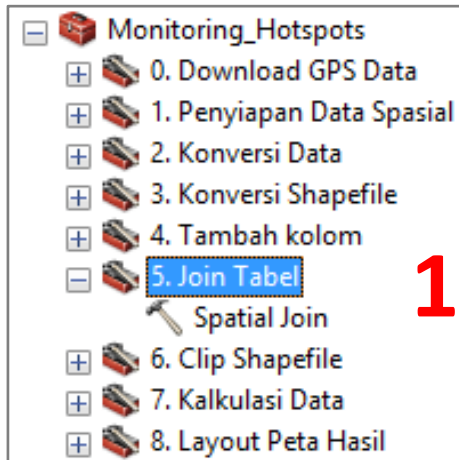 Monitoring_Hotspots
0. Download GPS Data
1. Penyiapan Data Spasial
2. Konversi Data
3. Konversi Shapefile
4. Tambah kolom
5. Join Tabel
1
Spatial Join
6. Clip Shapefile
7. Kalkulasi Data
8. Layout Peta Hasil